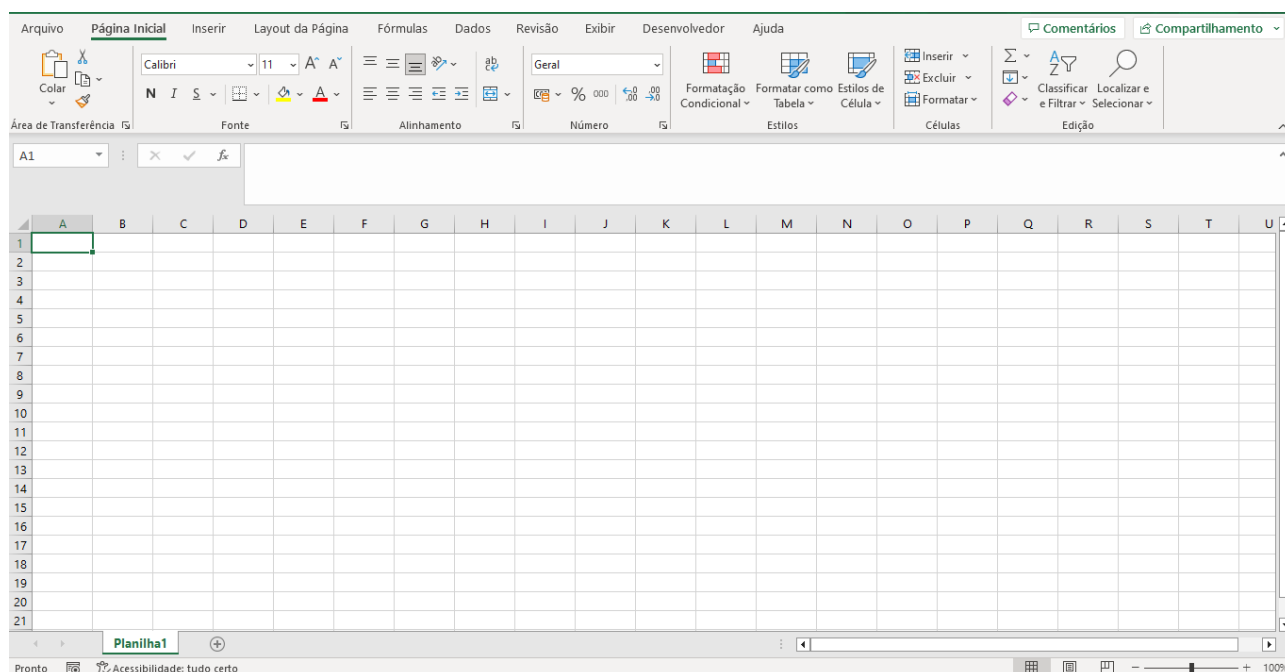 Arquivo Página Inicial Inserir Layout da Página Fórmulas Dados Revisão Exibir Desenvolvedor Ajuda Comentários Compartilhamento
Colar
Calibri 11
N I S
A
ab
Geral
% 000
Formatação Condicional
Formatar como Tabela
Estilos de Célula
Inserir
Excluir
Formatar
Classificar e Filtrar
Localizar e Selecionar
Área de Transferência Fonte Alinhamento Número Estilos Células Edição
A1 fx
A B C D E F G H I J K L M N O P Q R S T U
1
2
3
4
5
6
7
8
9
10
11
12
13
14
15
16
17
18
19
20
21
Planilha1
Pronto Acessibilidade: tudo certo 100%